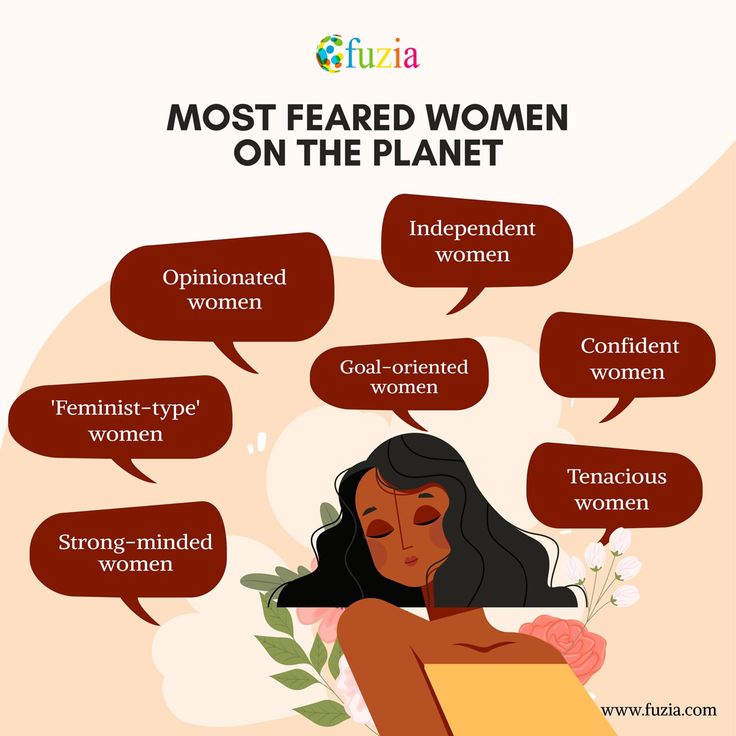 fuzia
MOST FEARED WOMEN
ON THE PLANET
Independent
women
Opinionated
women
Confident
women
Goal-oriented
women
'Feminist-type'
women
Tenacious
women
Strong-minded
women
www.fuzia.com